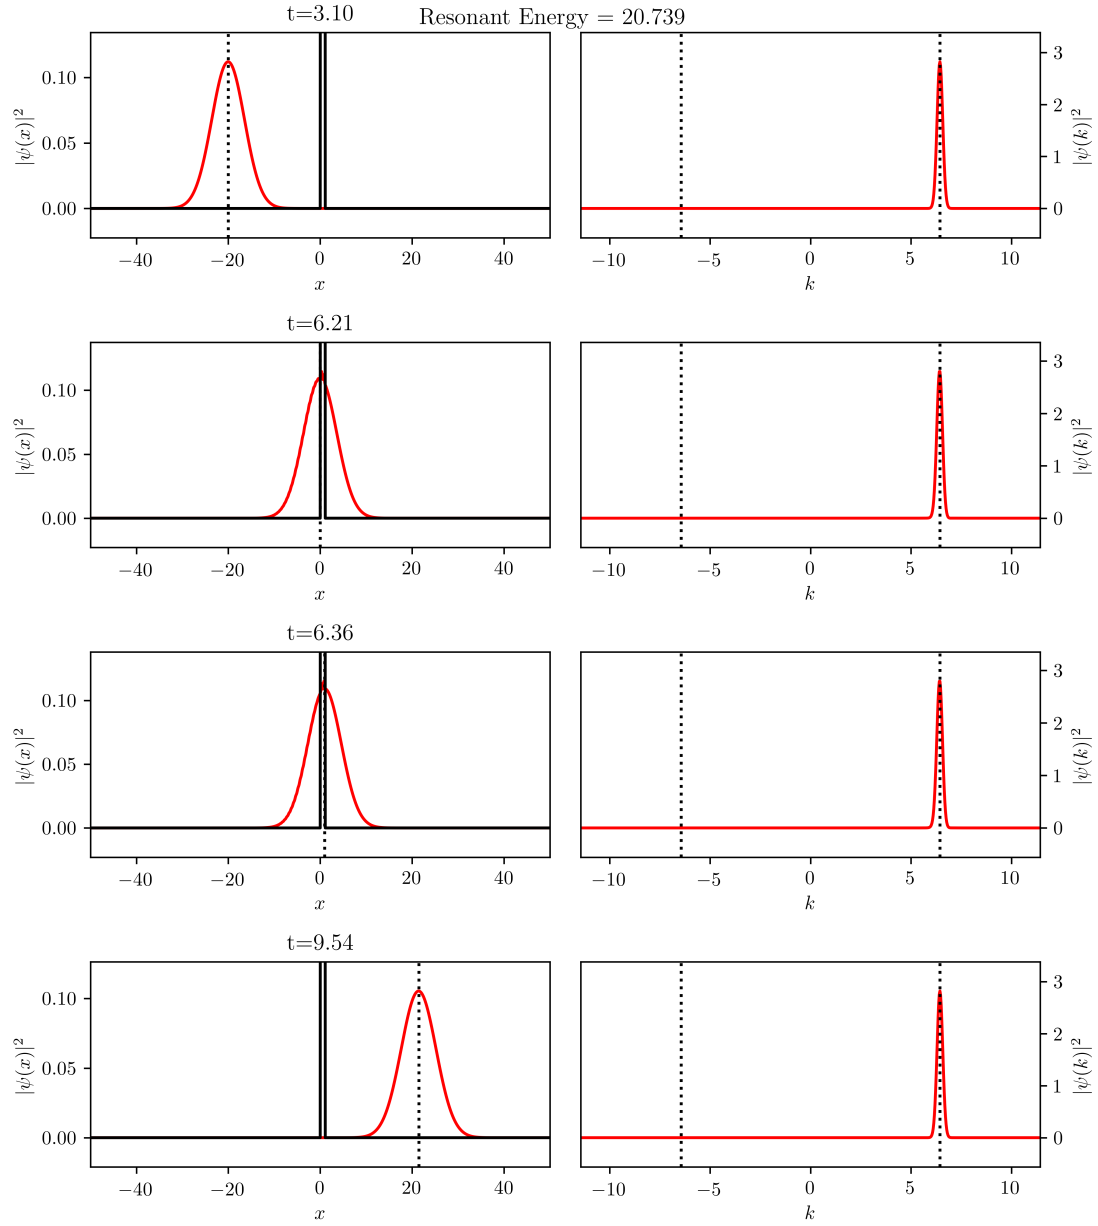 Resonant Energy = 20.739
t=3.10
|ψ(x)|²
0.10
0.05
0.00
−40 −20 0 20 40
x
3
2
1
0
|ψ(k)|²
−10 −5 0 5 10
k
t=6.21
|ψ(x)|²
0.10
0.05
0.00
−40 −20 0 20 40
x
3
2
1
0
|ψ(k)|²
−10 −5 0 5 10
k
t=6.36
|ψ(x)|²
0.10
0.05
0.00
−40 −20 0 20 40
x
3
2
1
0
|ψ(k)|²
−10 −5 0 5 10
k
t=9.54
|ψ(x)|²
0.10
0.05
0.00
−40 −20 0 20 40
x
3
2
1
0
|ψ(k)|²
−10 −5 0 5 10
k